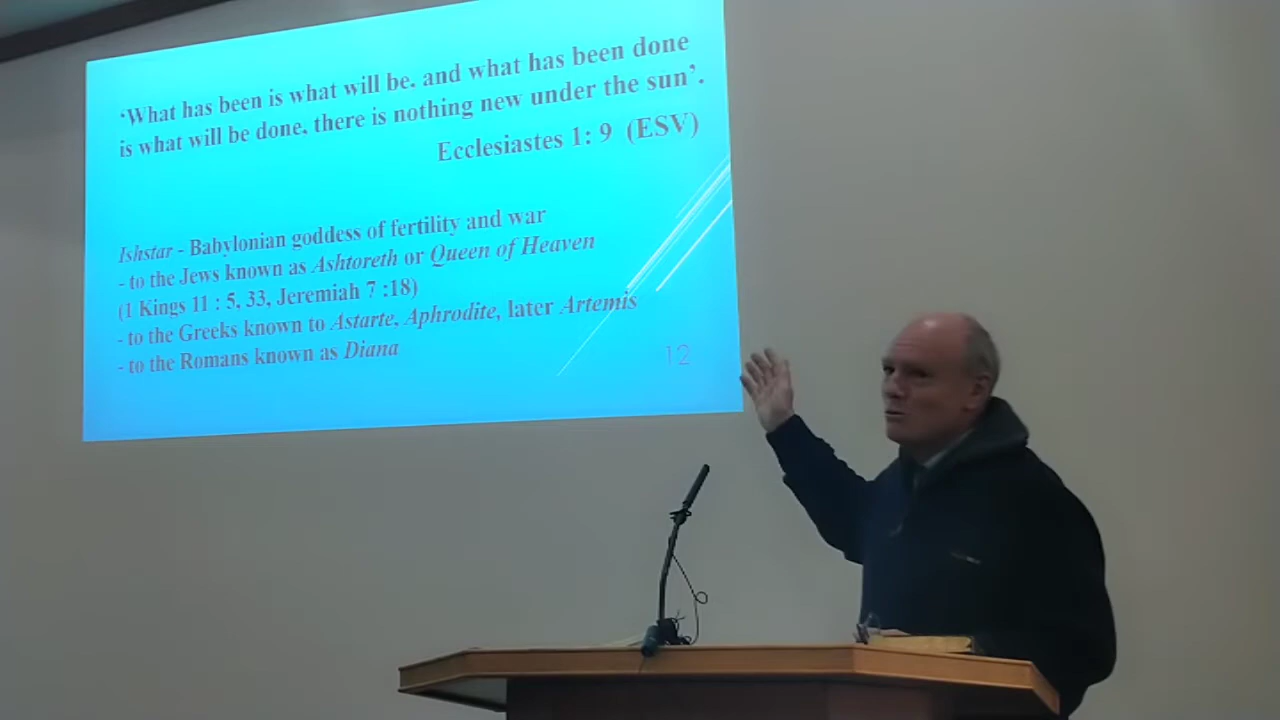 ‘What has been is what will be. and what has been done
is what will be done. there is nothing new under the sun’.
Ecclesiastes 1: 9 (ESV)
Ishstar - Babylonian goddess of fertility and war
- to the Jews known as Ashtoreth or Queen of Heaven
(1 Kings 11 : 5, 33, Jeremiah 7 :18)
- to the Greeks known to Astarte, Aphrodite, later Artemis
- to the Romans known as Diana
12